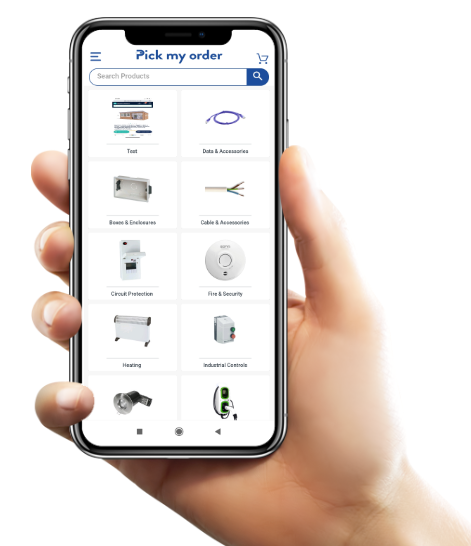 Pick my order
Search Products
Test
Data & Accessories
Boxes & Enclosures
Cable & Accessories
Circuit Protection
Fire & Security
Heating
Industrial Controls